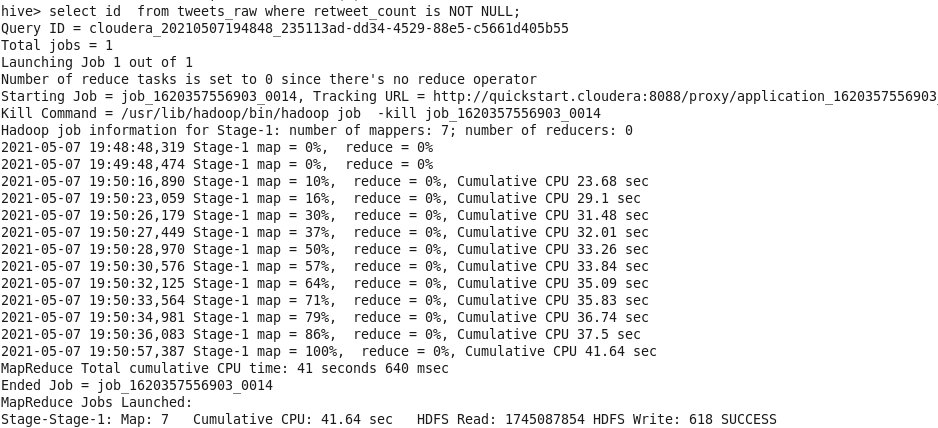 hive> select id  from tweets_raw where retweet_count is NOT NULL;
Query ID = cloudera_20210507194848_235113ad-dd34-4529-88e5-c5661d405b55
Total jobs = 1
Launching Job 1 out of 1
Number of reduce tasks is set to 0 since there's no reduce operator
Starting Job = job_1620357556903_0014, Tracking URL = http://quickstart.cloudera:8088/proxy/application_1620357556903_
Kill Command = /usr/lib/hadoop/bin/hadoop job  -kill job_1620357556903_0014
Hadoop job information for Stage-1: number of mappers: 7; number of reducers: 0
2021-05-07 19:48:48,319 Stage-1 map = 0%,  reduce = 0%
2021-05-07 19:49:48,474 Stage-1 map = 0%,  reduce = 0%
2021-05-07 19:50:16,890 Stage-1 map = 10%,  reduce = 0%, Cumulative CPU 23.68 sec
2021-05-07 19:50:23,059 Stage-1 map = 16%,  reduce = 0%, Cumulative CPU 29.1 sec
2021-05-07 19:50:26,179 Stage-1 map = 30%,  reduce = 0%, Cumulative CPU 31.48 sec
2021-05-07 19:50:27,449 Stage-1 map = 37%,  reduce = 0%, Cumulative CPU 32.01 sec
2021-05-07 19:50:28,970 Stage-1 map = 50%,  reduce = 0%, Cumulative CPU 33.26 sec
2021-05-07 19:50:30,576 Stage-1 map = 57%,  reduce = 0%, Cumulative CPU 33.84 sec
2021-05-07 19:50:32,125 Stage-1 map = 64%,  reduce = 0%, Cumulative CPU 35.09 sec
2021-05-07 19:50:33,564 Stage-1 map = 71%,  reduce = 0%, Cumulative CPU 35.83 sec
2021-05-07 19:50:34,981 Stage-1 map = 79%,  reduce = 0%, Cumulative CPU 36.74 sec
2021-05-07 19:50:36,083 Stage-1 map = 86%,  reduce = 0%, Cumulative CPU 37.5 sec
2021-05-07 19:50:57,387 Stage-1 map = 100%,  reduce = 0%, Cumulative CPU 41.64 sec
MapReduce Total cumulative CPU time: 41 seconds 640 msec
Ended Job = job_1620357556903_0014
MapReduce Jobs Launched:
Stage-Stage-1: Map: 7   Cumulative CPU: 41.64 sec   HDFS Read: 1745087854 HDFS Write: 618 SUCCESS